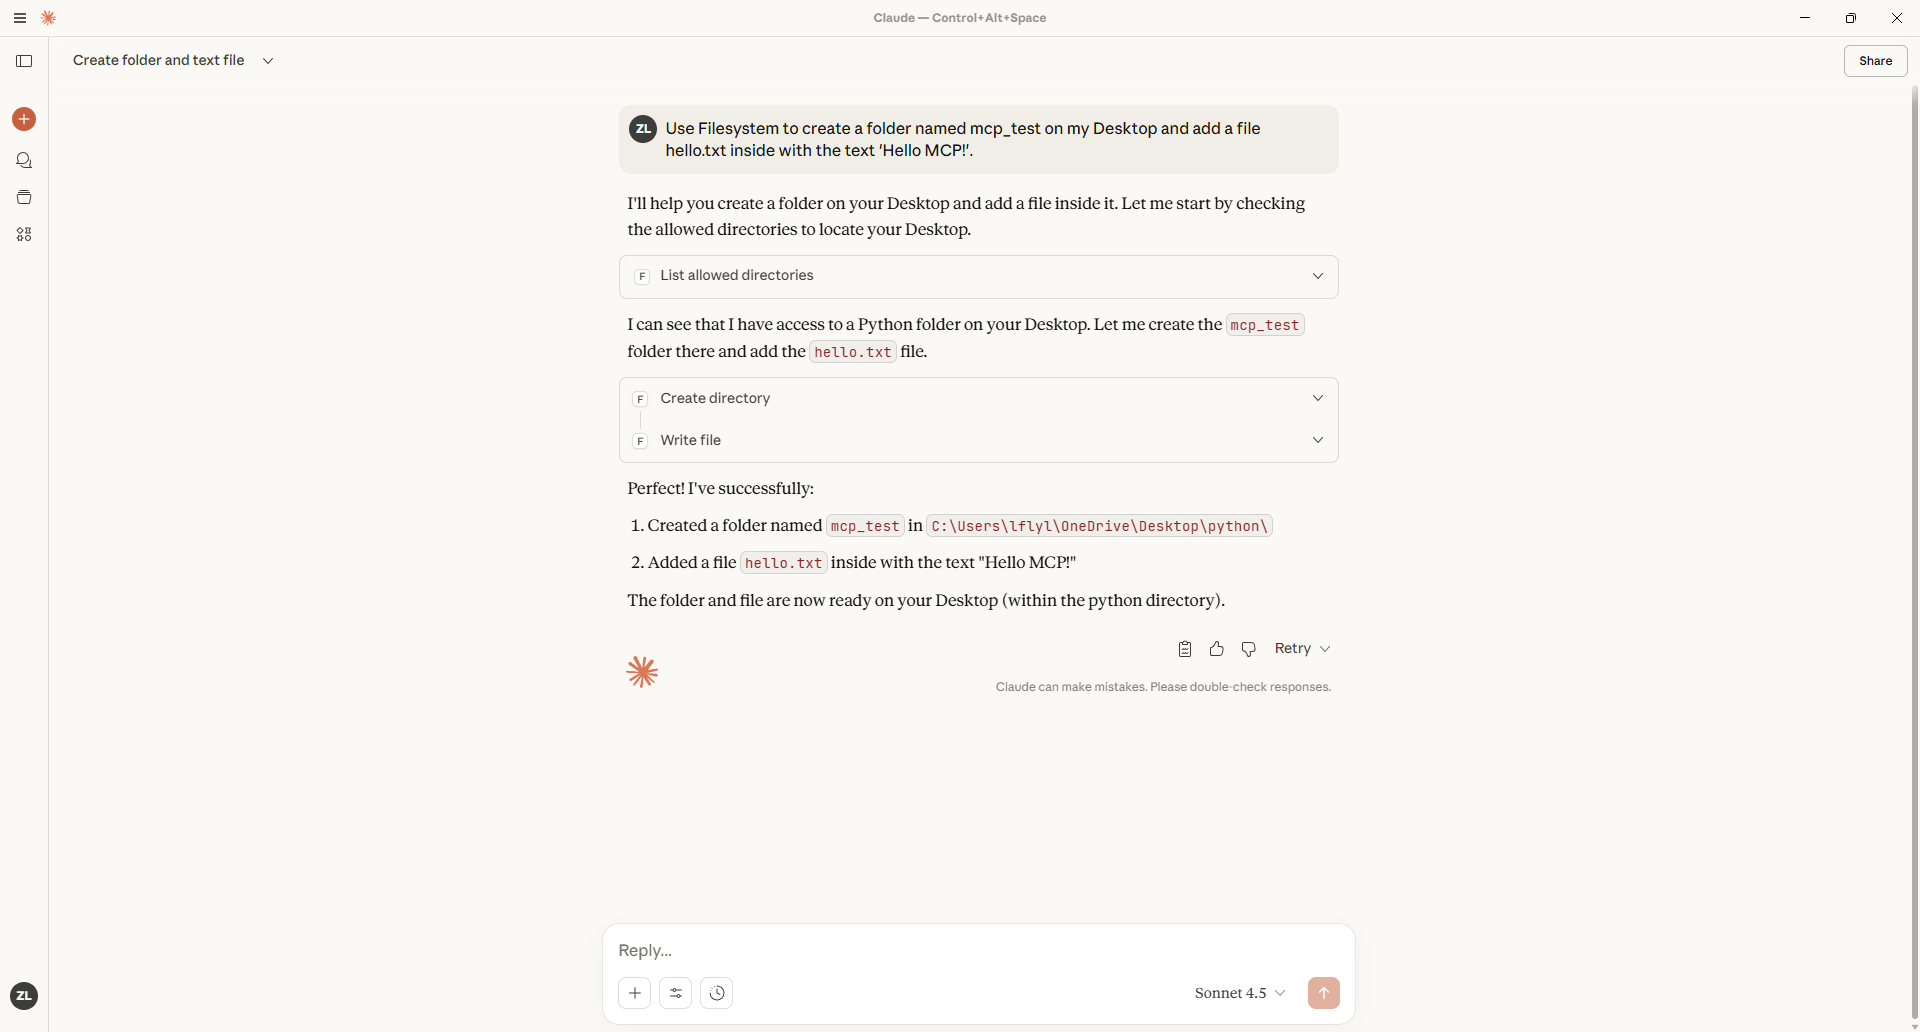 Claude — Control+Alt+Space
Create folder and text file
Share
ZL
Use Filesystem to create a folder named mcp_test on my Desktop and add a file
hello.txt inside with the text 'Hello MCP!'.
I'll help you create a folder on your Desktop and add a file inside it. Let me start by checking
the allowed directories to locate your Desktop.
F List allowed directories
I can see that I have access to a Python folder on your Desktop. Let me create the mcp_test
folder there and add the hello.txt file.
F Create directory
F Write file
Perfect! I've successfully:
1. Created a folder named mcp_test in C:\Users\lflyl\OneDrive\Desktop\python\
2. Added a file hello.txt inside with the text "Hello MCP!"
The folder and file are now ready on your Desktop (within the python directory).
Retry
Claude can make mistakes. Please double-check responses.
Reply...
Sonnet 4.5
ZL